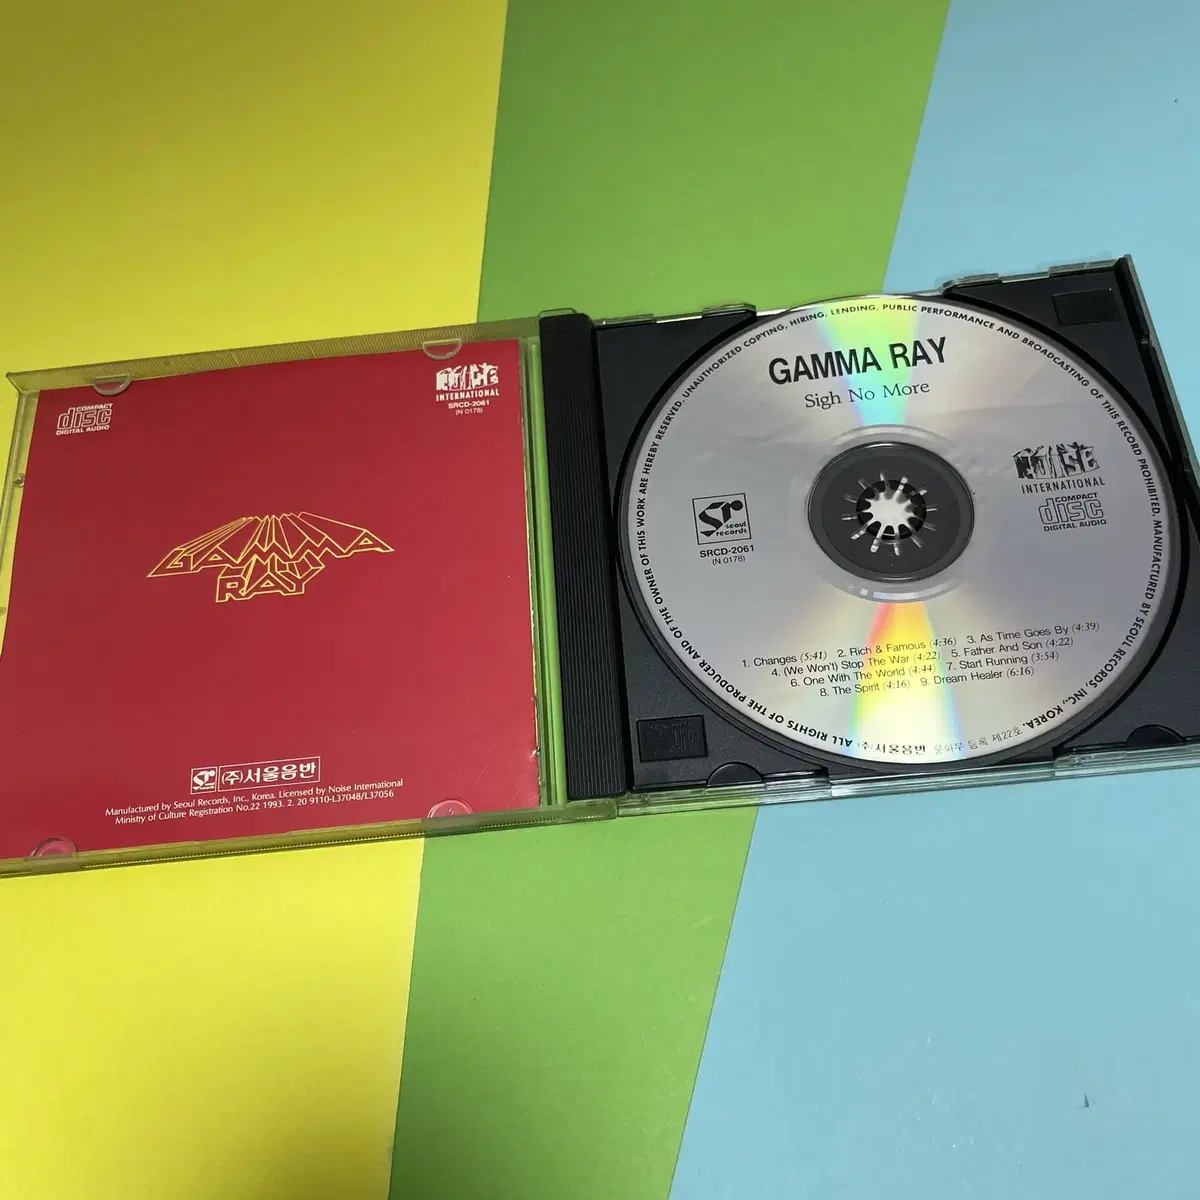 COMPACT
disc
DIGITAL AUDIO
NOISE
INTERNATIONAL
SRCD-2061
(N 0178)
GAMMA
RAY
sr
(주)서울음반
Manufactured by Seoul Records, Inc., Korea. Licensed by Noise International
Ministry of Culture Registration No.22 1993. 2. 20 9110-L37048/L37056
GAMMA RAY
Sigh No More
NOISE
INTERNATIONAL
COMPACT
disc
DIGITAL AUDIO
sr
seoul
records
SRCD-2061
(N 0178)
1. Changes (5:41) 2. Rich & Famous (4:36) 3. As Time Goes By (4:39)
4. (We Won't) Stop The War (4:22) 5. Father And Son (4:22)
6. One With The World (4:44) 7. Start Running (3:54)
8. The Spirit (4:16) 9. Dream Healer (6:16)
ALL RIGHTS OF THE PRODUCER AND OF THE OWNER OF THIS WORK ARE HEREBY RESERVED. UNAUTHORIZED COPYING, HIRING, LENDING, PUBLIC PERFORMANCE AND BROADCASTING OF THIS RECORD PROHIBITED. MANUFACTURED BY SEOUL RECORDS, INC., KOREA.
(주)서울음반 문화부 등록 제22호